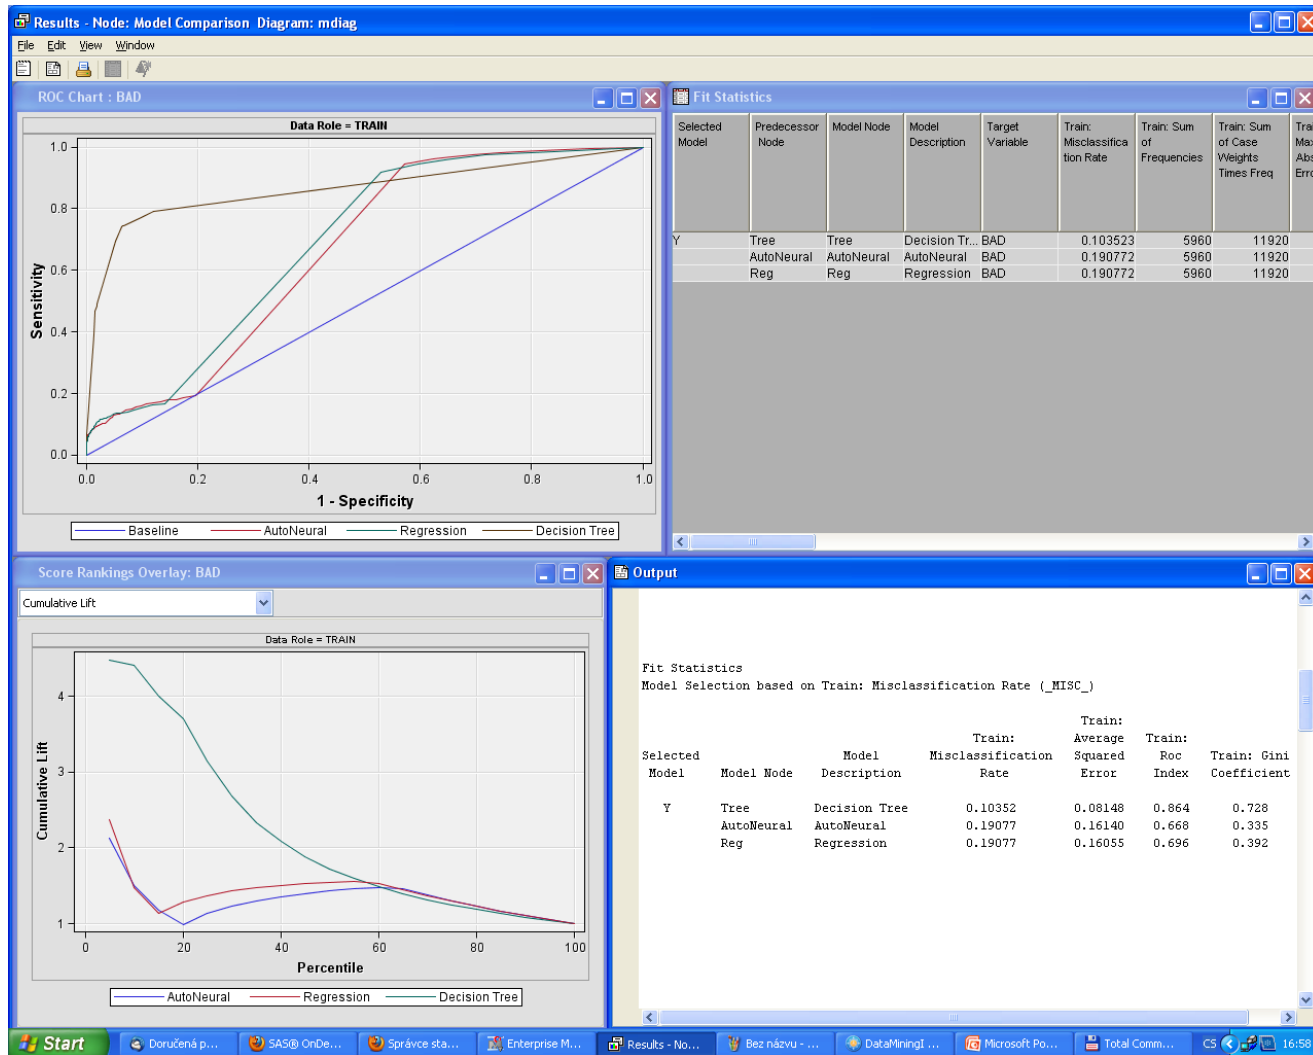 Results - Node: Model Comparison Diagram: mdiag
File Edit View Window
ROC Chart : BAD
Data Role = TRAIN
1.0
0.8
0.6
0.4
0.2
0.0
Sensitivity
0.0 0.2 0.4 0.6 0.8 1.0
1 - Specificity
Baseline AutoNeural Regression Decision Tree
Fit Statistics
Selected Model Predecessor Node Model Node Model Description Target Variable Train: Misclassifica tion Rate Train: Sum of Frequencies Train: Sum of Case Weights Times Freq
Y Tree Tree Decision Tr... BAD 0.103523 5960 11920
AutoNeural AutoNeural AutoNeural BAD 0.190772 5960 11920
Reg Reg Regression BAD 0.190772 5960 11920
Score Rankings Overlay: BAD
Cumulative Lift
Data Role = TRAIN
4
3
2
1
Cumulative Lift
0 20 40 60 80 100
Percentile
AutoNeural Regression Decision Tree
Output
Fit Statistics
Model Selection based on Train: Misclassification Rate (_MISC_)
Train:
Train: Average Train:
Selected Model Misclassification Squared Roc Train: Gini
Model Model Node Description Rate Error Index Coefficient
Y Tree Decision Tree 0.10352 0.08148 0.864 0.728
AutoNeural AutoNeural 0.19077 0.16140 0.668 0.335
Reg Regression 0.19077 0.16055 0.696 0.392
Start Doručená p... SAS® OnDe... Správce sta... Enterprise M... Results - No... Bez názvu - ... DataMiningI ... Microsoft Po... Total Comm... CS 16:58